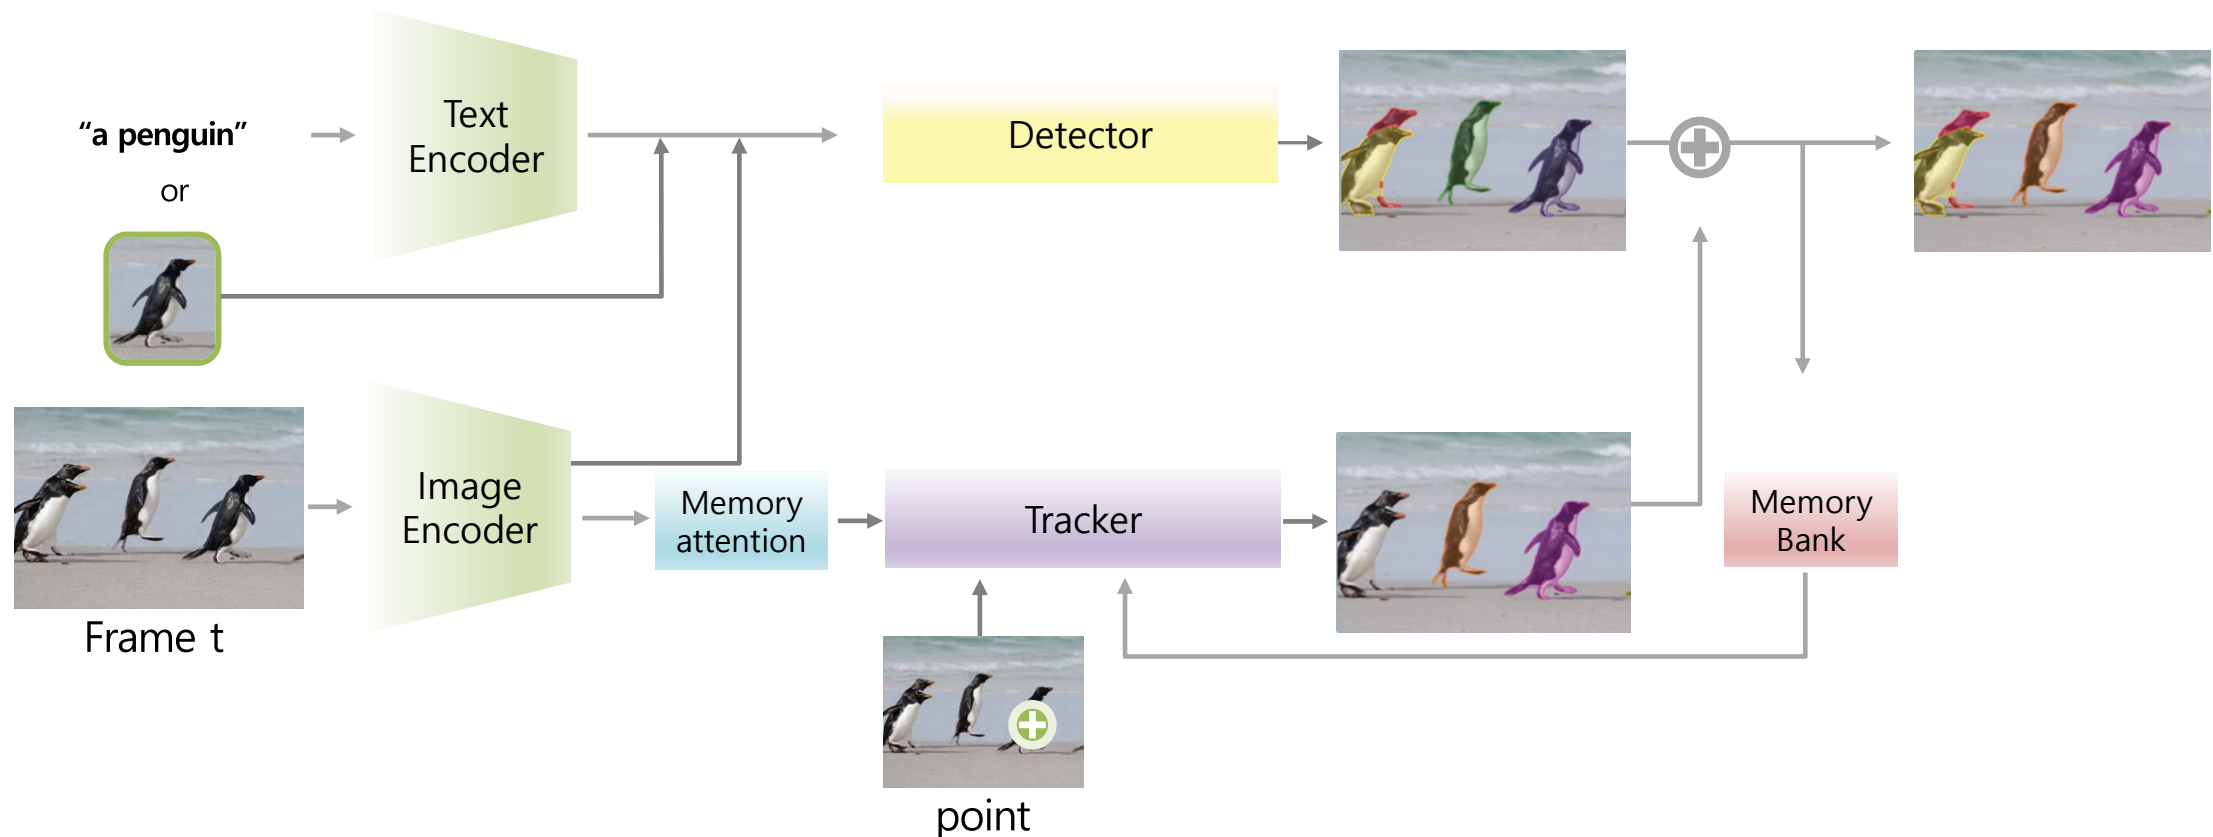 “a penguin”
or
Text
Encoder
Detector
Image
Encoder
Memory
attention
Tracker
Memory
Bank
Frame t
point